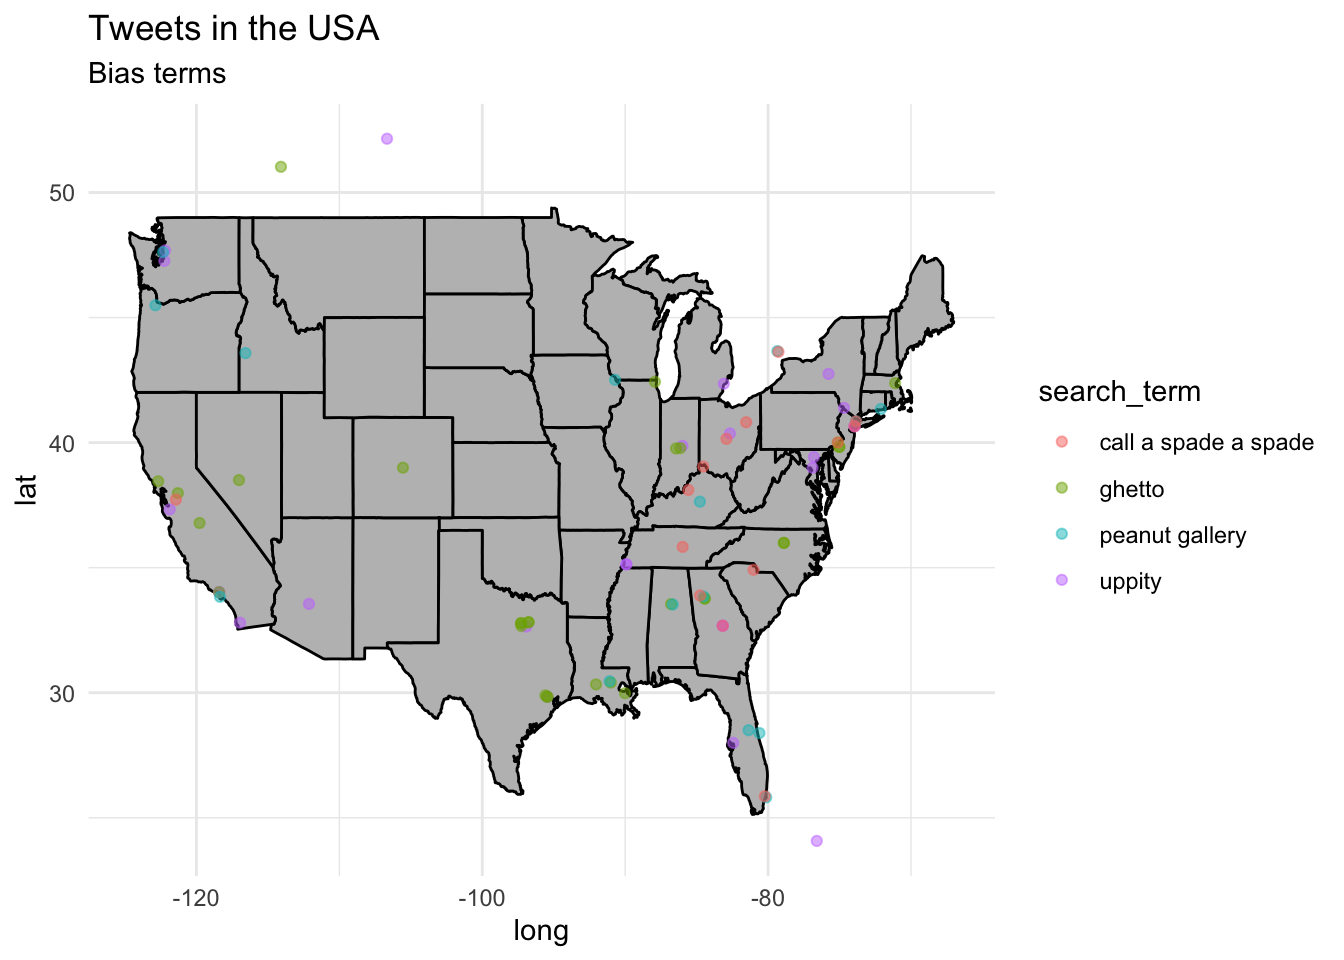 Tweets in the USA
Bias terms
50
40
30
lat
-120
-100
-80
long
search_term
call a spade a spade
ghetto
peanut gallery
uppity